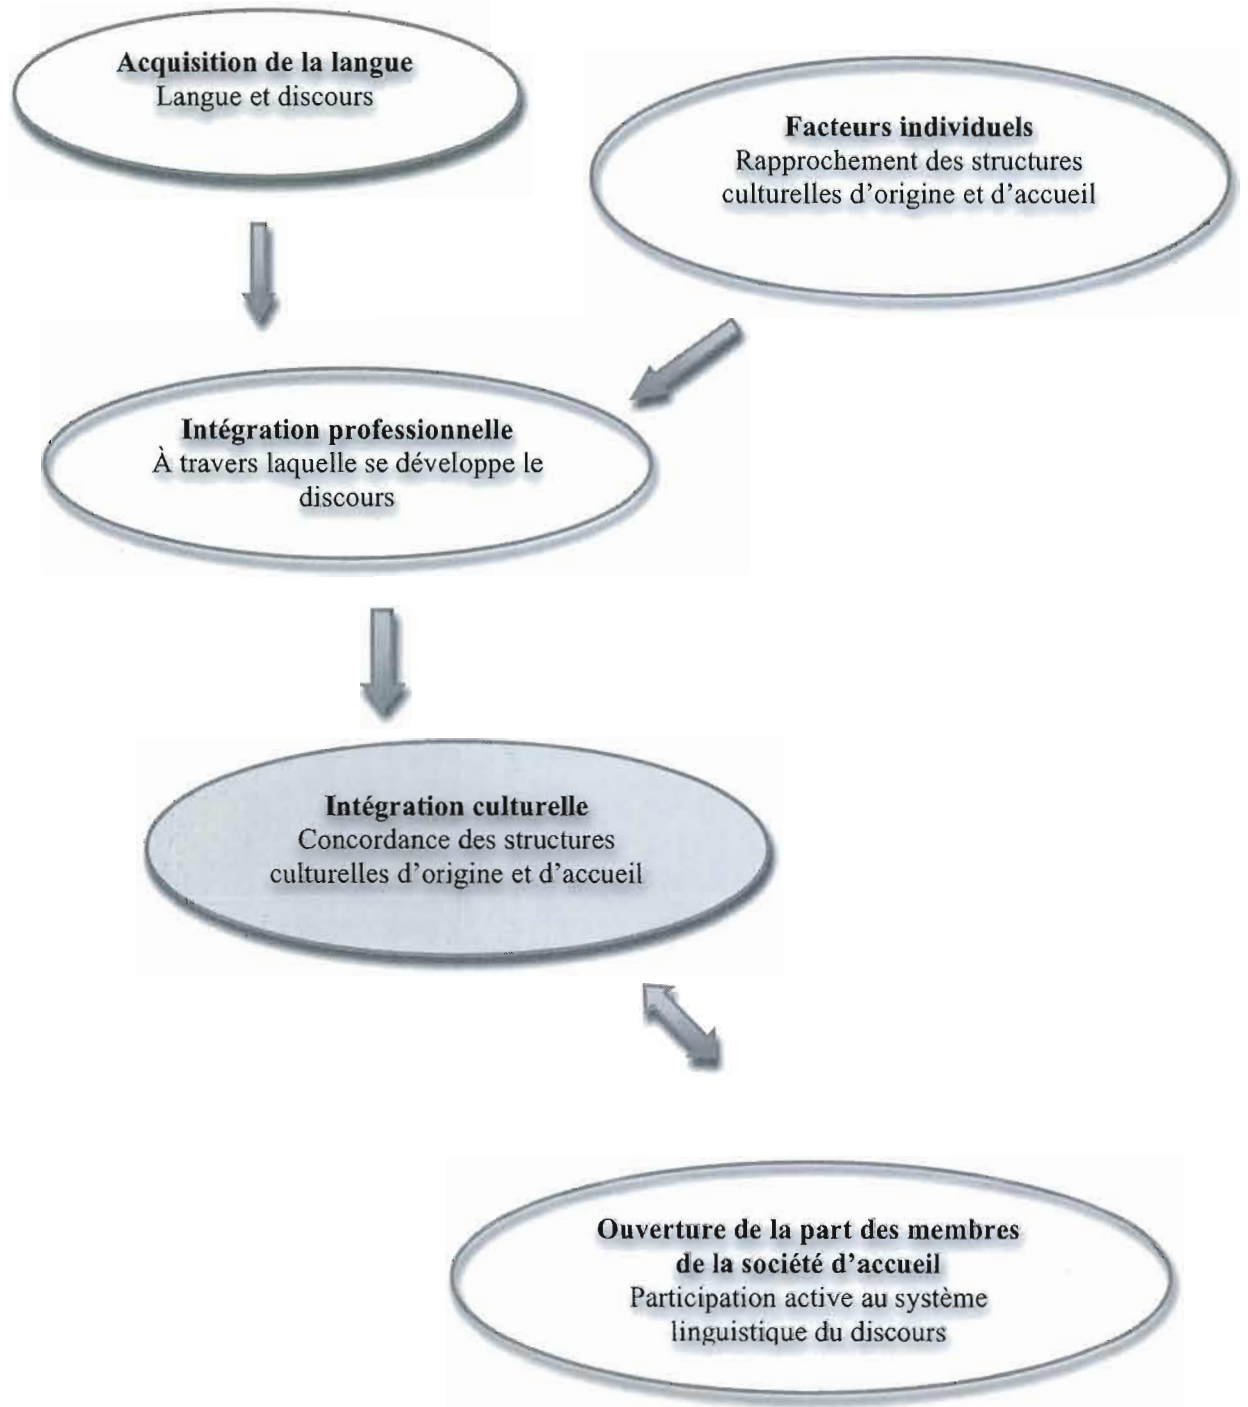 Acquisition de la langue
Langue et discours
Facteurs individuels
Rapprochement des structures
culturelles d'origine et d'accueil
Intégration professionnelle
À travers laquelle se développe le
discours
Intégration culturelle
Concordance des structures
culturelles d'origine et d'accueil
Ouverture de la part des membres
de la société d'accueil
Participation active au système
linguistique du discours